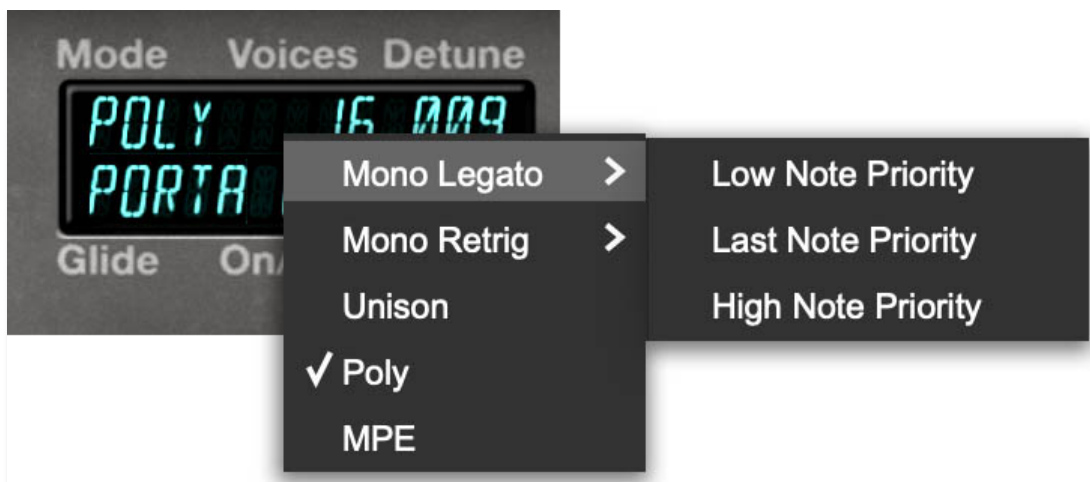 Mode Voices Detune
POLY 16 009
PORTA
Glide On/
Mono Legato
Mono Retrig
Unison
Poly
MPE
Low Note Priority
Last Note Priority
High Note Priority